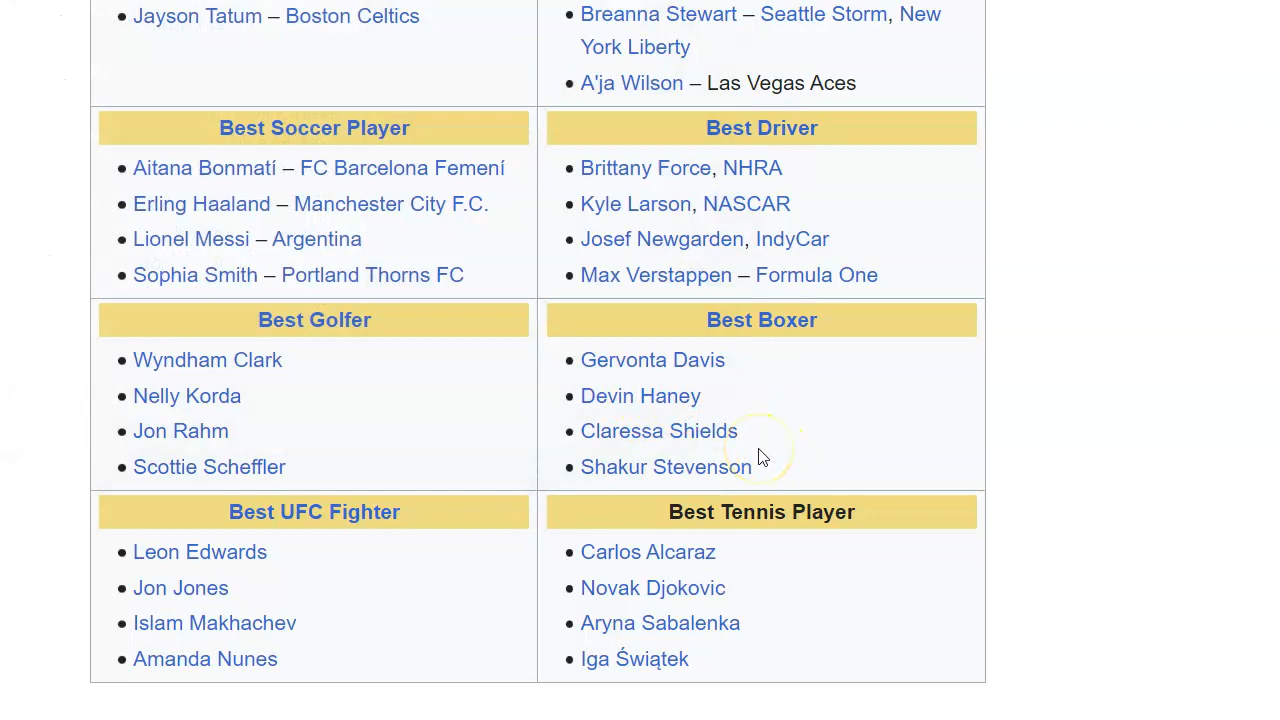 • Jayson Tatum – Boston Celtics
• Breanna Stewart – Seattle Storm, New
York Liberty
• A'ja Wilson – Las Vegas Aces
Best Soccer Player
• Aitana Bonmatí – FC Barcelona Femení
• Erling Haaland – Manchester City F.C.
• Lionel Messi – Argentina
• Sophia Smith – Portland Thorns FC
Best Driver
• Brittany Force, NHRA
• Kyle Larson, NASCAR
• Josef Newgarden, IndyCar
• Max Verstappen – Formula One
Best Golfer
• Wyndham Clark
• Nelly Korda
• Jon Rahm
• Scottie Scheffler
Best Boxer
• Gervonta Davis
• Devin Haney
• Claressa Shields
• Shakur Stevenson
Best UFC Fighter
• Leon Edwards
• Jon Jones
• Islam Makhachev
• Amanda Nunes
Best Tennis Player
• Carlos Alcaraz
• Novak Djokovic
• Aryna Sabalenka
• Iga Świątek